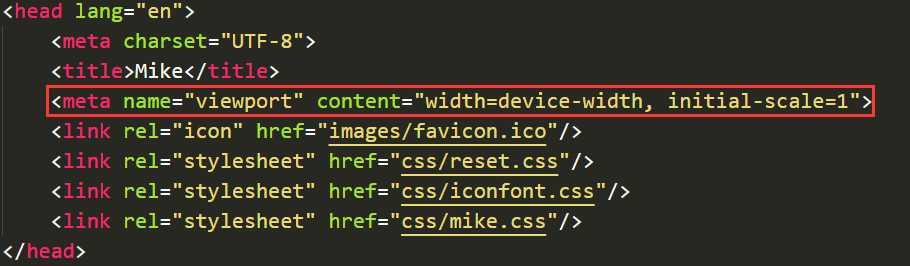 <head lang="en">
<meta charset="UTF-8">
<title>Mike</title>
<meta name="viewport" content="width=device-width, initial-scale=1">
<link rel="icon" href="images/favicon.ico"/>
<link rel="stylesheet" href="css/reset.css"/>
<link rel="stylesheet" href="css/iconfont.css"/>
<link rel="stylesheet" href="css/mike.css"/>
</head>